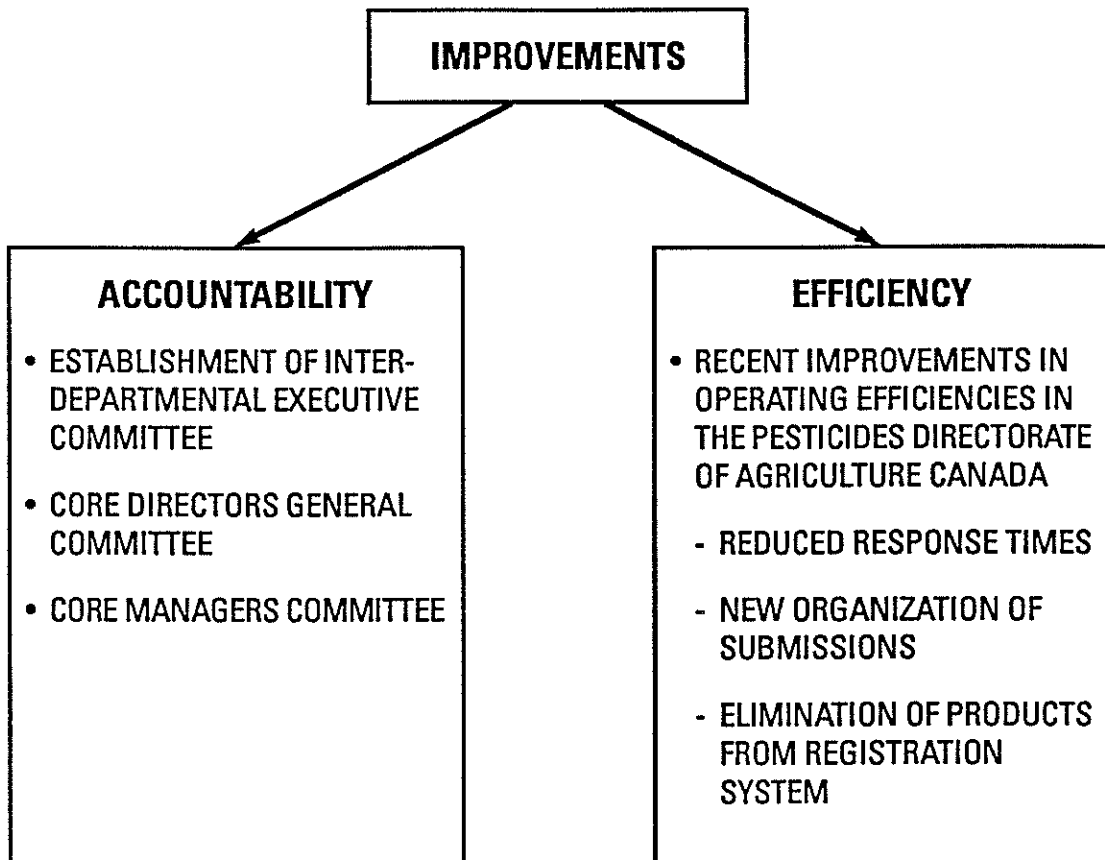 IMPROVEMENTS
ACCOUNTABILITY
• ESTABLISHMENT OF INTER-
DEPARTMENTAL EXECUTIVE
COMMITTEE
• CORE DIRECTORS GENERAL
COMMITTEE
• CORE MANAGERS COMMITTEE
EFFICIENCY
• RECENT IMPROVEMENTS IN
OPERATING EFFICIENCIES IN
THE PESTICIDES DIRECTORATE
OF AGRICULTURE CANADA
- REDUCED RESPONSE TIMES
- NEW ORGANIZATION OF
SUBMISSIONS
- ELIMINATION OF PRODUCTS
FROM REGISTRATION
SYSTEM